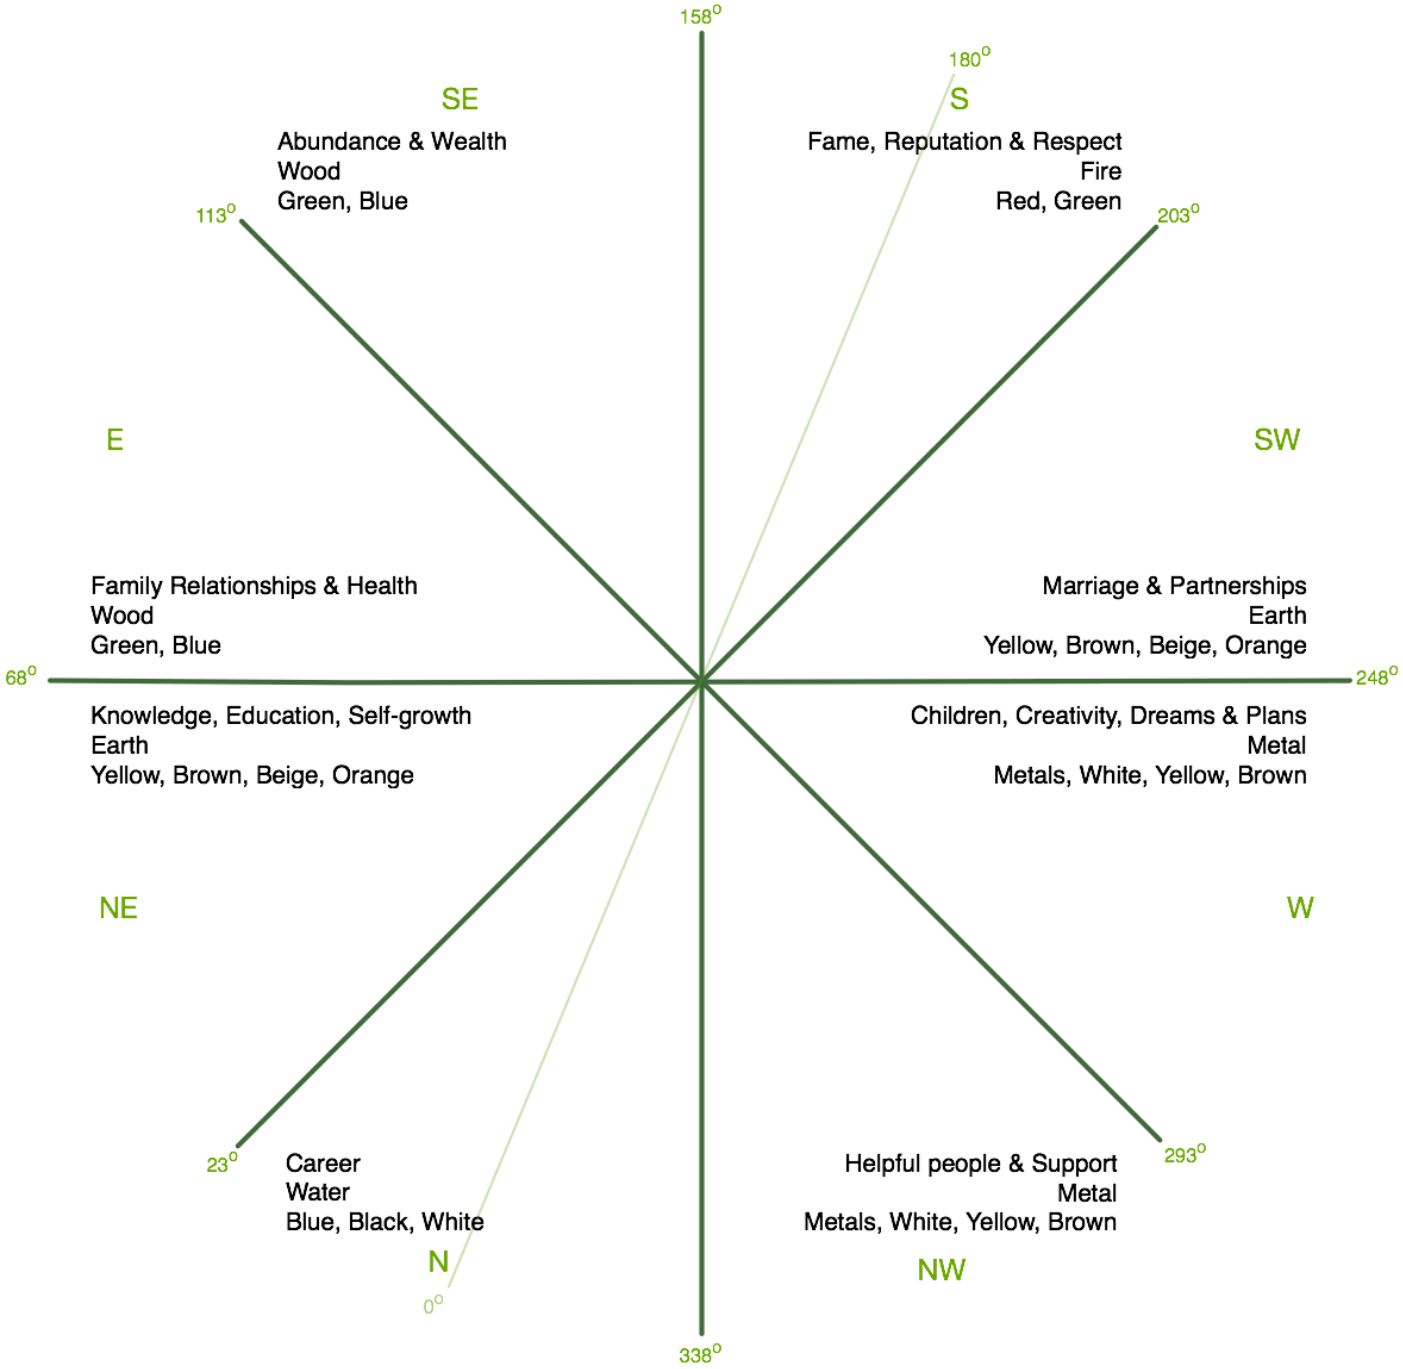 158°
180°
SE
S
Abundance & Wealth
Wood
Green, Blue
Fame, Reputation & Respect
Fire
Red, Green
113°
203°
E
SW
Family Relationships & Health
Wood
Green, Blue
Marriage & Partnerships
Earth
Yellow, Brown, Beige, Orange
68°
248°
Knowledge, Education, Self-growth
Earth
Yellow, Brown, Beige, Orange
Children, Creativity, Dreams & Plans
Metal
Metals, White, Yellow, Brown
NE
W
23°
293°
Career
Water
Blue, Black, White
N
0°
Helpful people & Support
Metal
Metals, White, Yellow, Brown
NW
338°